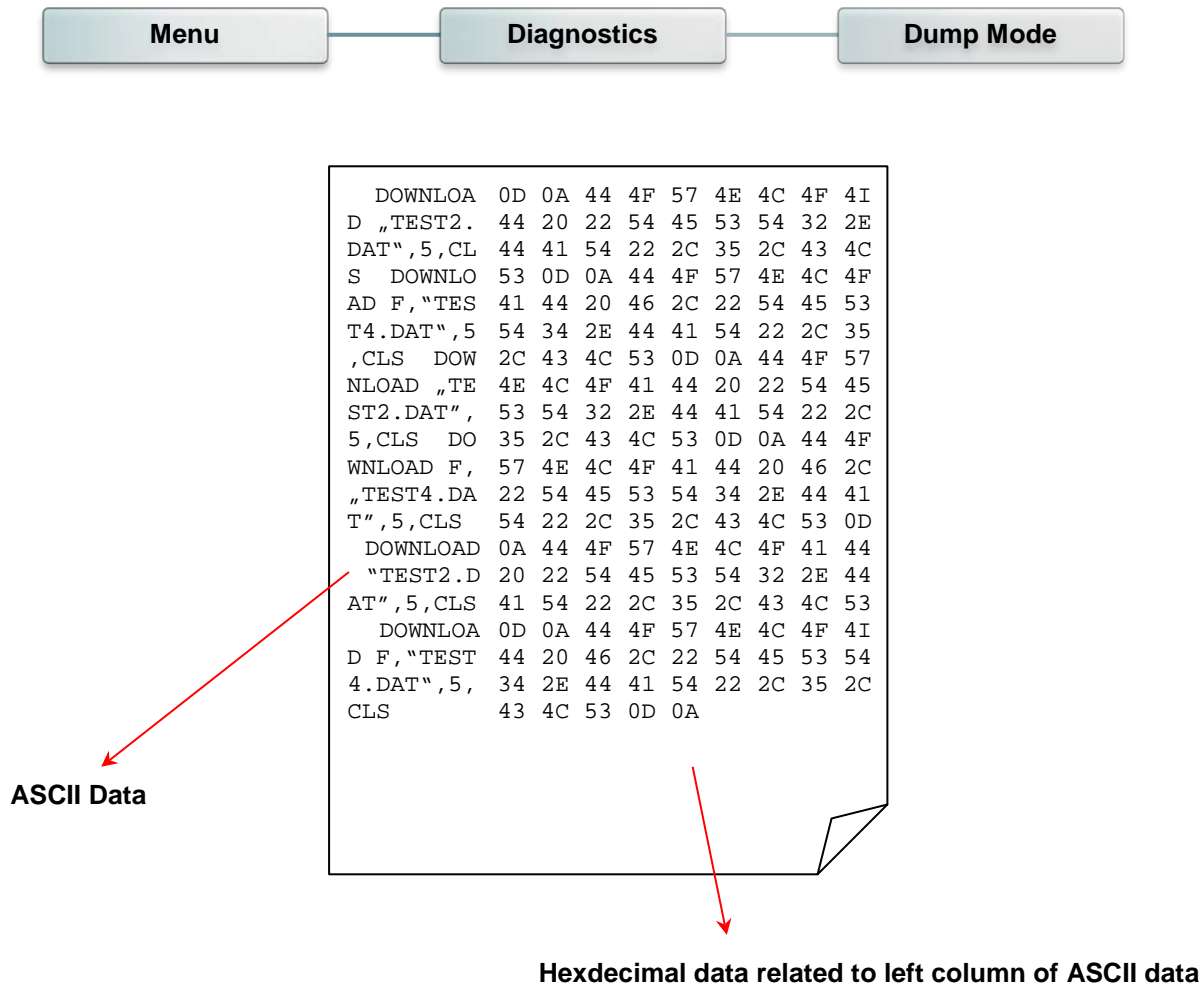 Menu Diagnostics Dump Mode
DOWNLOA 0D 0A 44 4F 57 4E 4C 4F 4I
D „TEST2. 44 20 22 54 45 53 54 32 2E
DAT‟,5,CL 44 41 54 22 2C 35 2C 43 4C
S DOWNLO 53 0D 0A 44 4F 57 4E 4C 4F
AD F,‟TES 41 44 20 46 2C 22 54 45 53
T4.DAT‟,5 54 34 2E 44 41 54 22 2C 35
,CLS DOW 2C 43 4C 53 0D 0A 44 4F 57
NLOAD „TE 4E 4C 4F 41 44 20 22 54 45
ST2.DAT″, 53 54 32 2E 44 41 54 22 2C
5,CLS DO 35 2C 43 4C 53 0D 0A 44 4F
WNLOAD F, 57 4E 4C 4F 41 44 20 46 2C
„TEST4.DA 22 54 45 53 54 34 2E 44 41
T″,5,CLS 54 22 2C 35 2C 43 4C 53 0D
DOWNLOAD 0A 44 4F 57 4E 4C 4F 41 44
‟TEST2.D 20 22 54 45 53 54 32 2E 44
AT″,5,CLS 41 54 22 2C 35 2C 43 4C 53
DOWNLOA 0D 0A 44 4F 57 4E 4C 4F 4I
D F,‟TEST 44 20 46 2C 22 54 45 53 54
4.DAT‟,5, 34 2E 44 41 54 22 2C 35 2C
CLS 43 4C 53 0D 0A
ASCII Data
Hexdecimal data related to left column of ASCII data